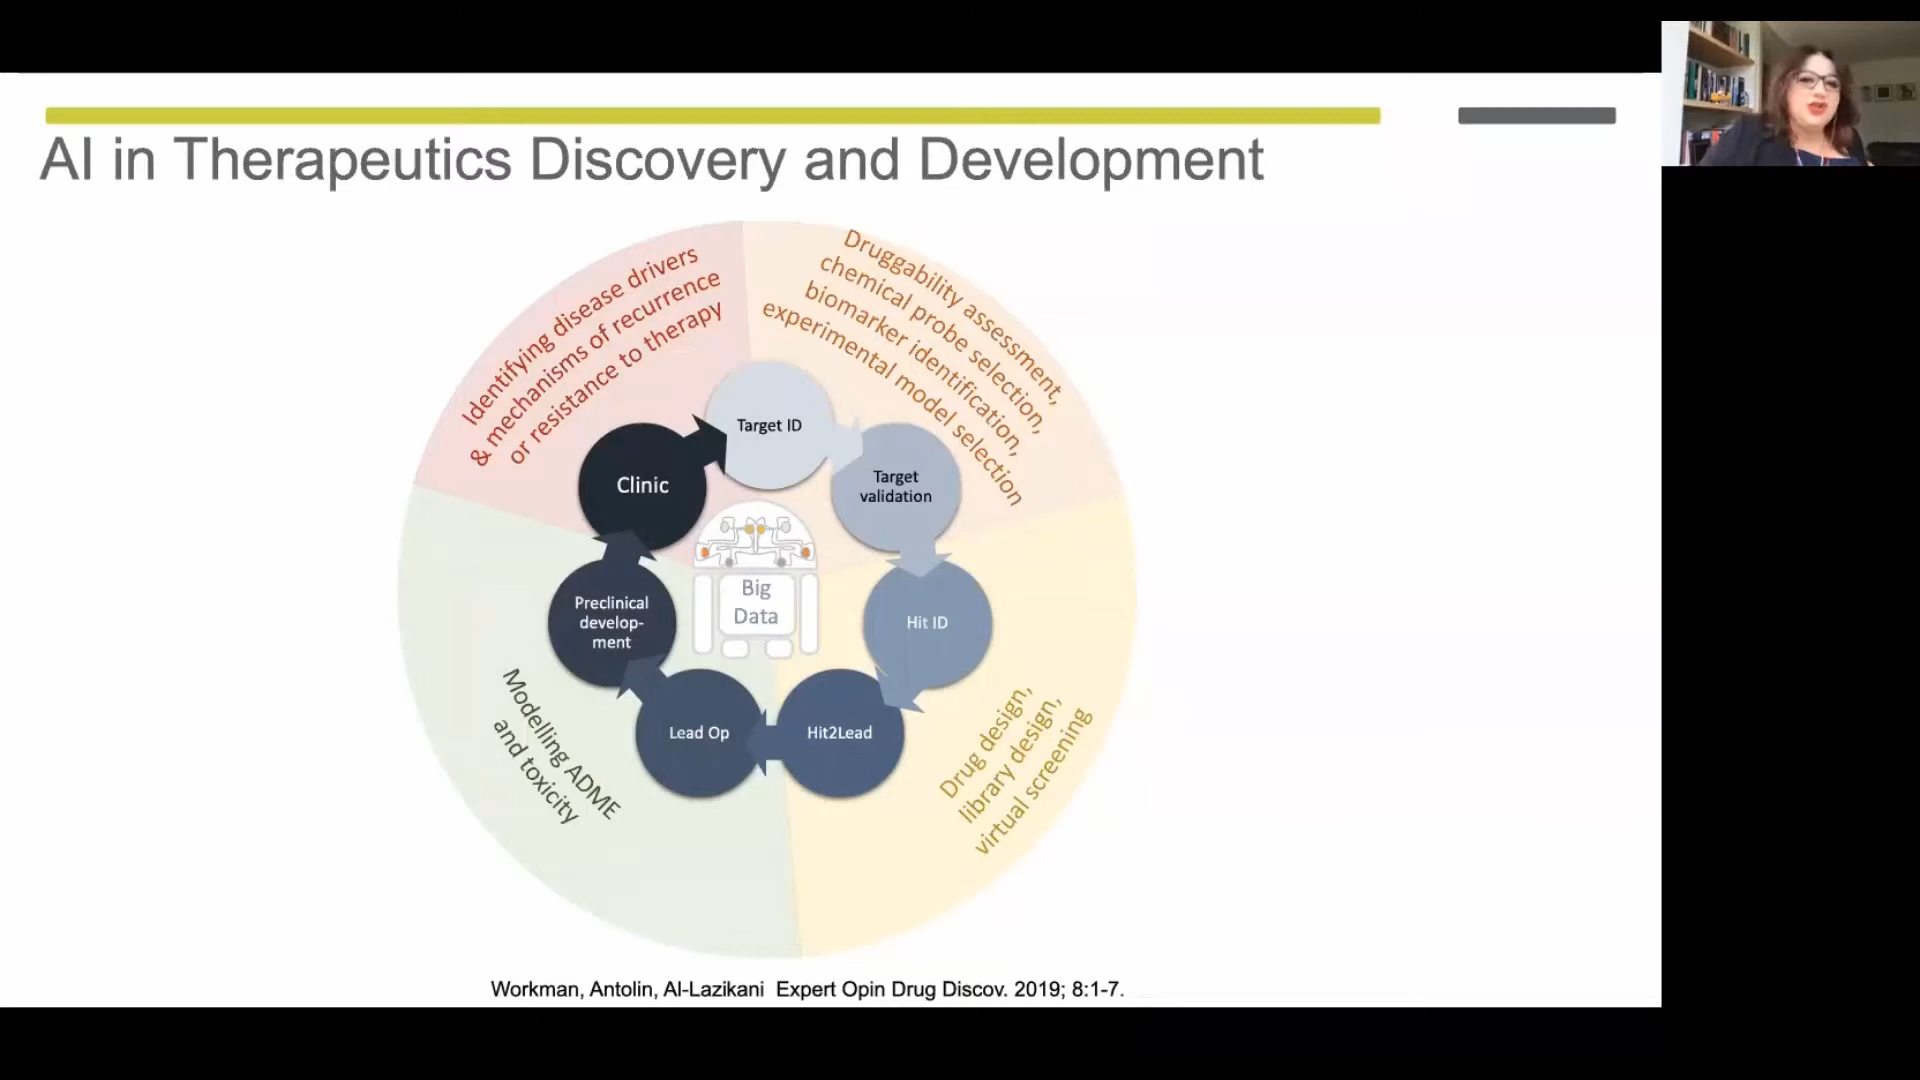 AI in Therapeutics Discovery and Development
Identifying disease drivers
& mechanisms of recurrence
or resistance to therapy
Druggability assessment,
chemical probe selection,
biomarker identification,
experimental model selection
Target ID
Clinic
Target
validation
Big
Data
Preclinical
develop-
ment
Hit ID
Lead Op
Hit2Lead
Modelling ADME
and toxicity
Drug design,
library design,
virtual screening
Workman, Antolin, Al-Lazikani Expert Opin Drug Discov. 2019; 8:1-7.